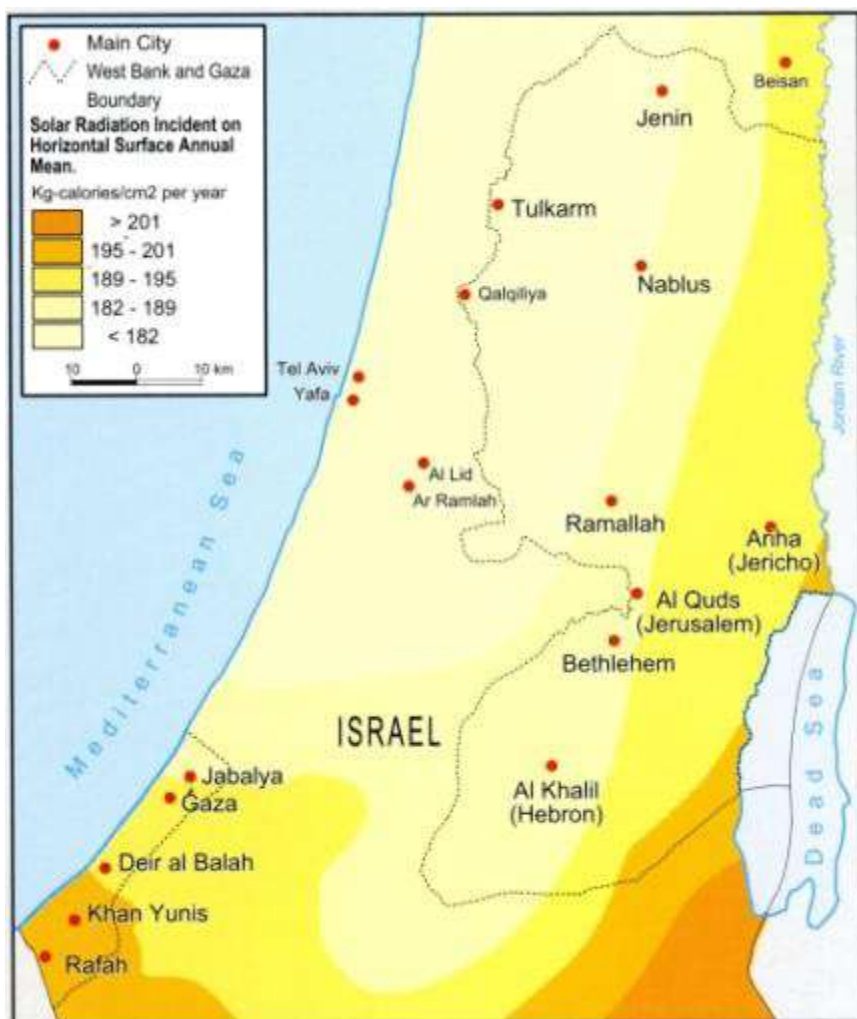 Main City
West Bank and Gaza
Boundary
Solar Radiation Incident on
Horizontal Surface Annual
Mean.
Kg-calories/cm2 per year
> 201
195 - 201
189 - 195
182 - 189
< 182
10 0 10 km
Beisan
Jenin
Tulkarm
Nablus
Qalqiliya
Tel Aviv
Yafa
Jordan River
Al Lid
Ar Ramlah
Ramallah
Ariha
(Jericho)
Al Quds
(Jerusalem)
Bethlehem
Mediterranean Sea
ISRAEL
Jabalya
Gaza
Al Khalil
(Hebron)
Dead Sea
Deir al Balah
Khan Yunis
Rafah